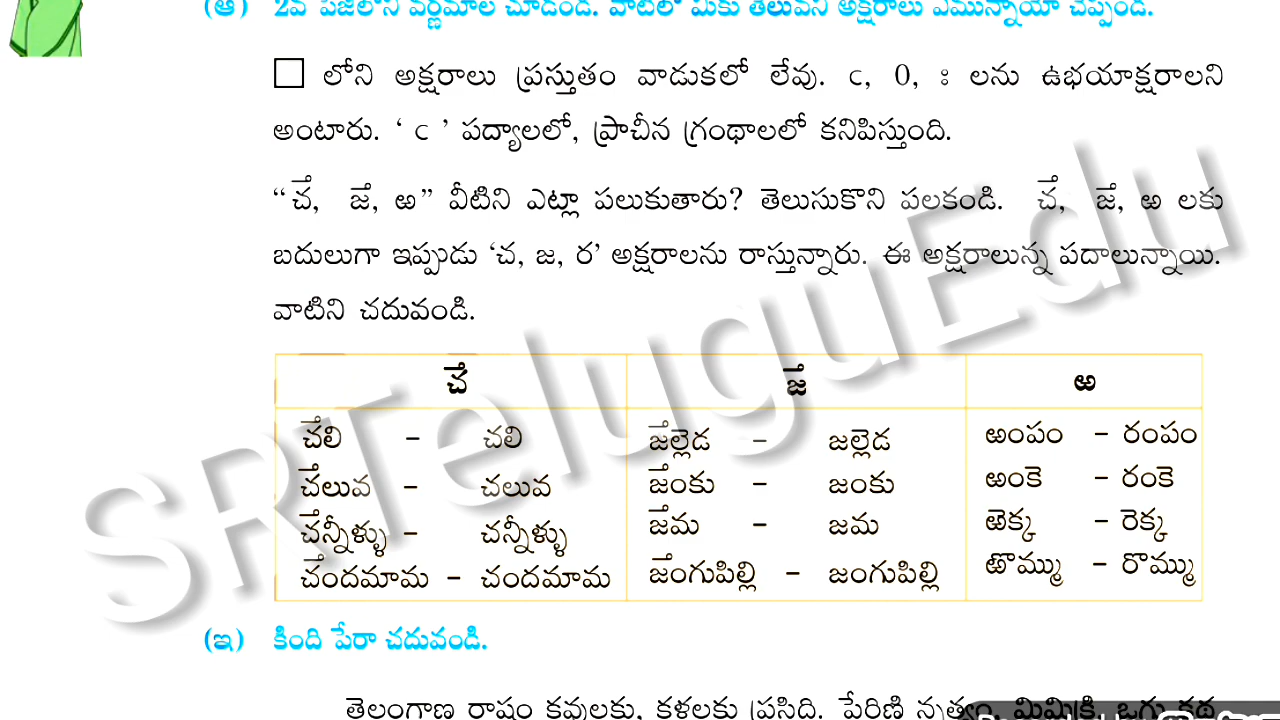 (ఆ) 2వ పేజీలోని వర్ణమాల చూడండి. వాటిలో మీకు తెలువని అక్షరాలు ఏమున్నాయో చెప్పండి.
□ లోని అక్షరాలు ప్రస్తుతం వాడుకలో లేవు. ఁ, ం, ః లను ఉభయాక్షరాలని
అంటారు. ‘ ఁ ’ పద్యాలలో, ప్రాచీన గ్రంథాలలో కనిపిస్తుంది.
“ౘ, ౙ, ఱ” వీటిని ఎట్లా పలుకుతారు? తెలుసుకొని పలకండి. ౘ, ౙ, ఱ లకు
బదులుగా ఇప్పుడు ‘చ, జ, ర’ అక్షరాలను రాస్తున్నారు. ఈ అక్షరాలున్న పదాలున్నాయి.
వాటిని చదువండి.
ౘ ౙ ఱ
ౘలి – చలి ౙల్లెడ – జల్లెడ ఱంపం – రంపం
ౘలువ – చలువ ౙంకు – జంకు ఱంకె – రంకె
ౘన్నీళ్ళు – చన్నీళ్ళు ౙమ – జమ ఱెక్క – రెక్క
ౘందమామ – చందమామ ౙంగుపిల్లి – జంగుపిల్లి ఱొమ్ము – రొమ్ము
(ఇ) కింది పేరా చదువండి.
తెలంగాణ రాష్ట్రం కవులకు, కళలకు ప్రసిద్ధి. పేరిణి నృత్యం, మిమిక్రి, ఒగ్గు కథ,
SRTeluguEdu